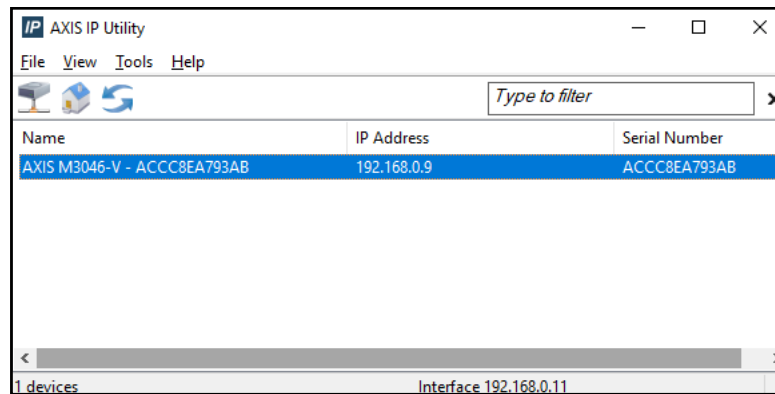 IP AXIS IP Utility
File View Tools Help
Type to filter
Name IP Address Serial Number
AXIS M3046-V - ACCC8EA793AB 192.168.0.9 ACCC8EA793AB
1 devices Interface 192.168.0.11